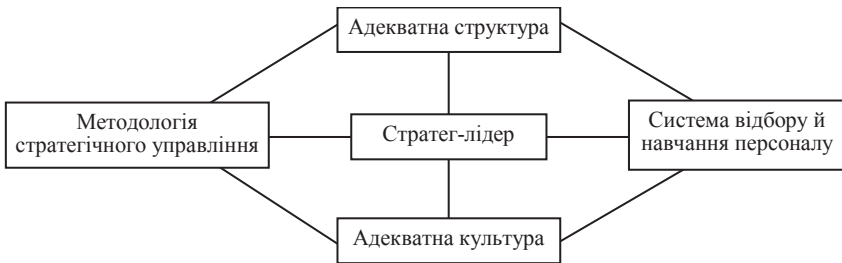 Адекватна структура
Методологія
стратегічного управління
Стратег-лідер
Система відбору й
навчання персоналу
Адекватна культура